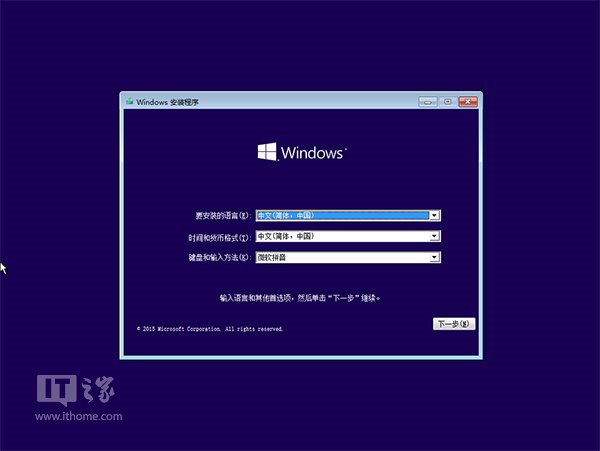 Windows 安装程序
Windows
要安装的语言(E): 中文(简体，中国)
时间和货币格式(T): 中文(简体，中国)
键盘和输入方法(K): 微软拼音
输入语言和其他首选项，然后单击“下一步”继续。
© 2015 Microsoft Corporation. All rights reserved.
下一步(N)
IT之家
www.ithome.com